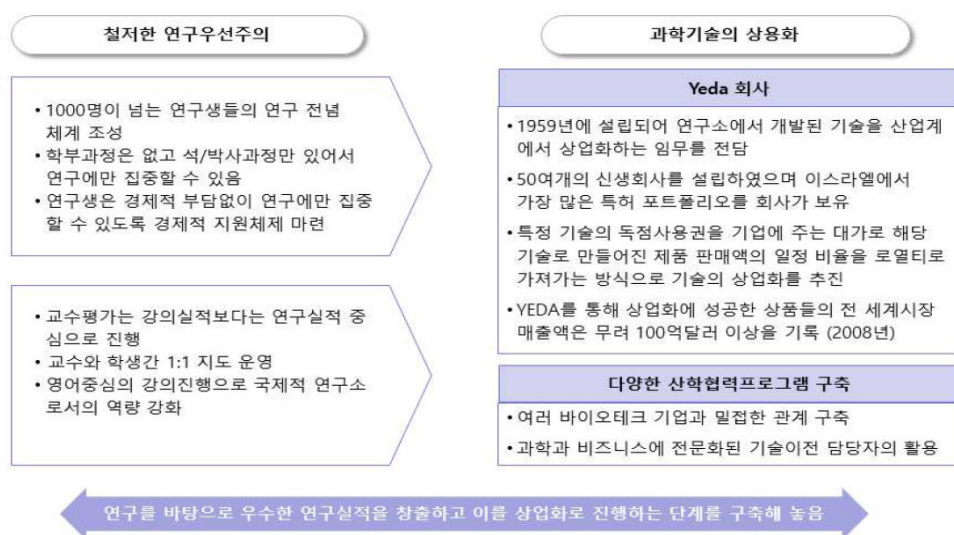 철저한 연구우선주의
• 1000명이 넘는 연구생들의 연구 전념
체계 조성
• 학부과정은 없고 석/박사과정만 있어서
연구에만 집중할 수 있음
• 연구생은 경제적 부담없이 연구에만 집중
할 수 있도록 경제적 지원체제 마련
• 교수평가는 강의실적보다는 연구실적 중
심으로 진행
• 교수와 학생간 1:1 지도 운영
• 영어중심의 강의진행으로 국제적 연구소
로서의 역량 강화
과학기술의 상용화
Yeda 회사
• 1959년에 설립되어 연구소에서 개발된 기술을 산업계
에서 상업화하는 임무를 전담
• 50여개의 신생회사를 설립하였으며 이스라엘에서
가장 많은 특허 포트폴리오를 회사가 보유
• 특정 기술의 독점사용권을 기업에 주는 대가로 해당
기술로 만들어진 제품 판매액의 일정 비율을 로열티로
가져가는 방식으로 기술의 상업화를 추진
• YEDA를 통해 상업화에 성공한 상품들의 전 세계시장
매출액은 무려 100억달러 이상을 기록 (2008년)
다양한 산학협력프로그램 구축
• 여러 바이오테크 기업과 밀접한 관계 구축
• 과학과 비즈니스에 전문화된 기술이전 담당자의 활용
연구를 바탕으로 우수한 연구실적을 창출하고 이를 상업화로 진행하는 단계를 구축해 놓음